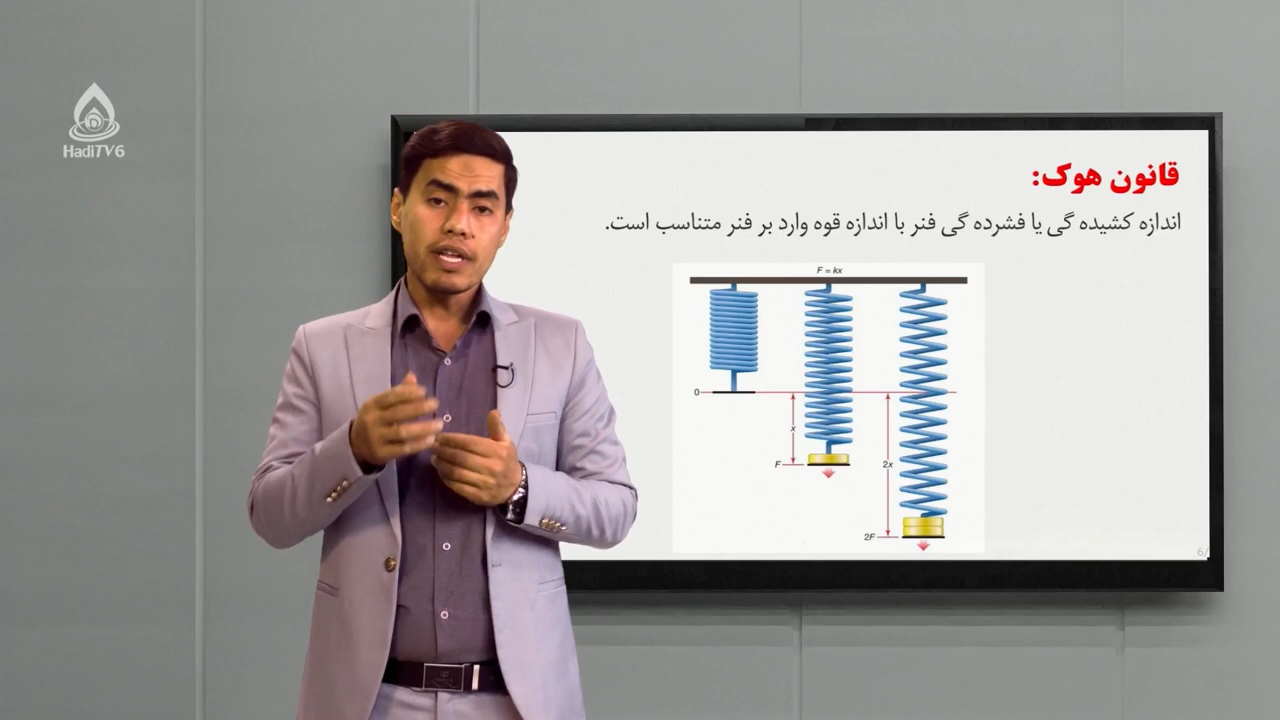 HadiTV6
قانون هوک:
اندازه کشیده گی یا فشرده گی فنر با اندازه قوه وارد بر فنر متناسب است.
F = kx
0
x
F
2x
2F
6/